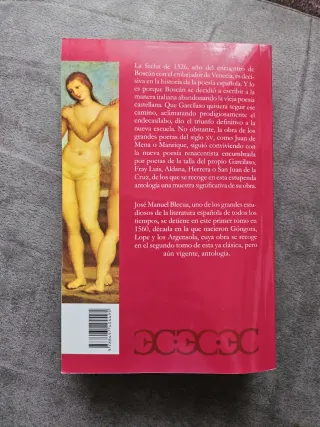 La fecha de 1526, año del encuentro de
Boscán con el embajador de Venecia, es deci-
siva en la historia de la poesía española. Y lo
es porque Boscán se decidió a escribir a la
manera italiana abandonando la vieja poesía
castellana. Que Garcilaso quisiera seguir ese
camino, aclimatando prodigiosamente el
endecasílabo, dio el triunfo definitivo a la
nueva escuela. No obstante, la obra de los
grandes poetas del siglo XV, como Juan de
Mena o Manrique, siguió conviviendo con
la nueva poesía renacentista encumbrada
por poetas de la talla del propio Garcilaso,
Fray Luis, Aldana, Herrera o San Juan de la
Cruz, de los que se recoge en esta estupenda
antología una muestra significativa de su obra.
José Manuel Blecua, uno de los grandes estu-
diosos de la literatura española de todos los
tiempos, se detiene en este primer tomo en
1560, década en la que nacieron Góngora,
Lope y los Argensola, cuya obra se recoge
en el segundo tomo de esta ya clásica, pero
aún vigente, antología.